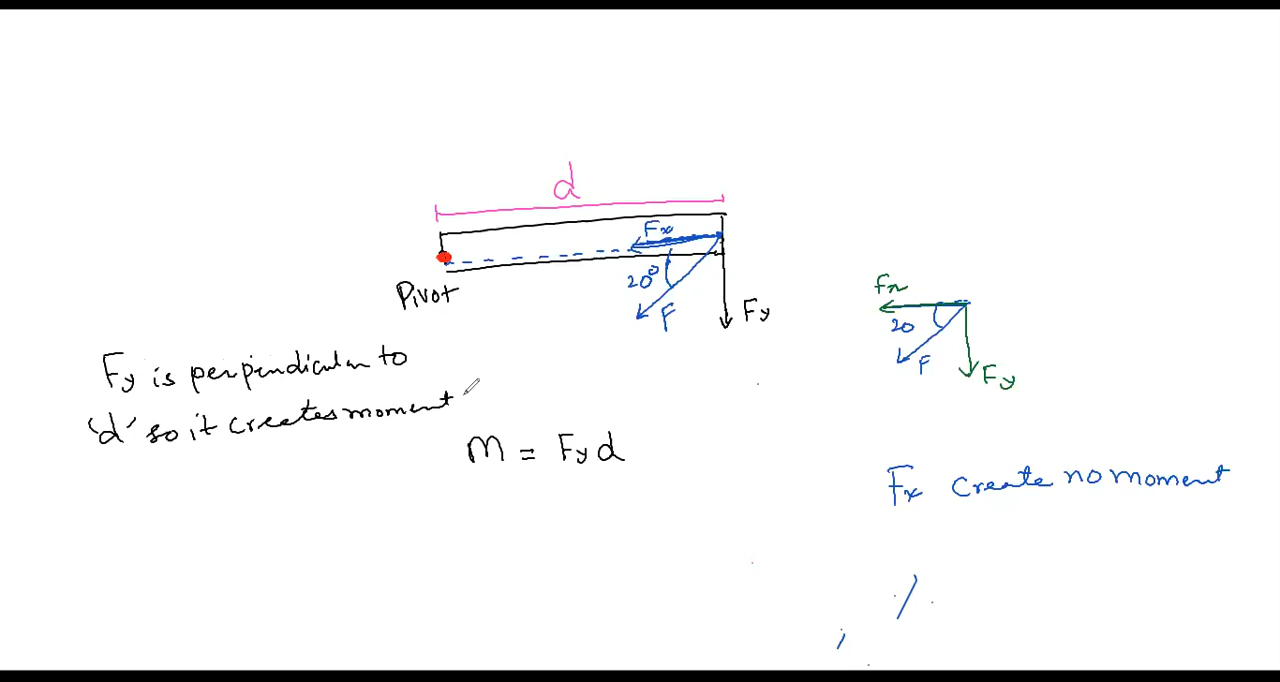 d
Fx
20°
Pivot
F
Fy
Fx
20
F
Fy
Fy is perpendicular to
'd' so it creates moment
M = Fy d
Fx create no moment